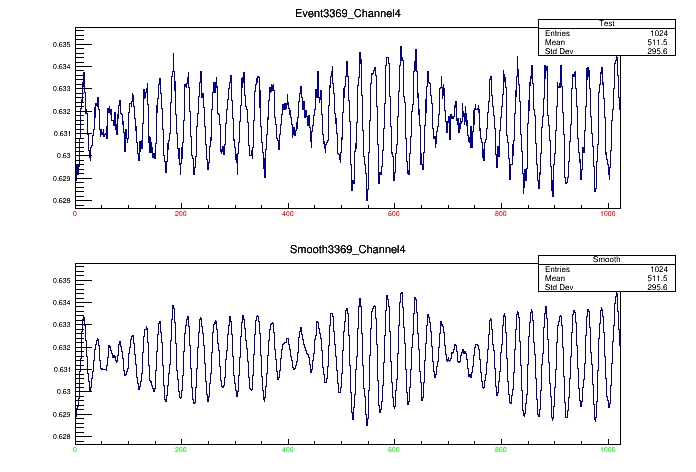 Event3369_Channel4
Test
Entries 1024
Mean 511.5
Std Dev 295.6
0.635
0.634
0.633
0.632
0.631
0.63
0.629
0.628
0 200 400 600 800 1000
Smooth3369_Channel4
Smooth
Entries 1024
Mean 511.5
Std Dev 295.6
0.635
0.634
0.633
0.632
0.631
0.63
0.629
0.628
0 200 400 600 800 1000